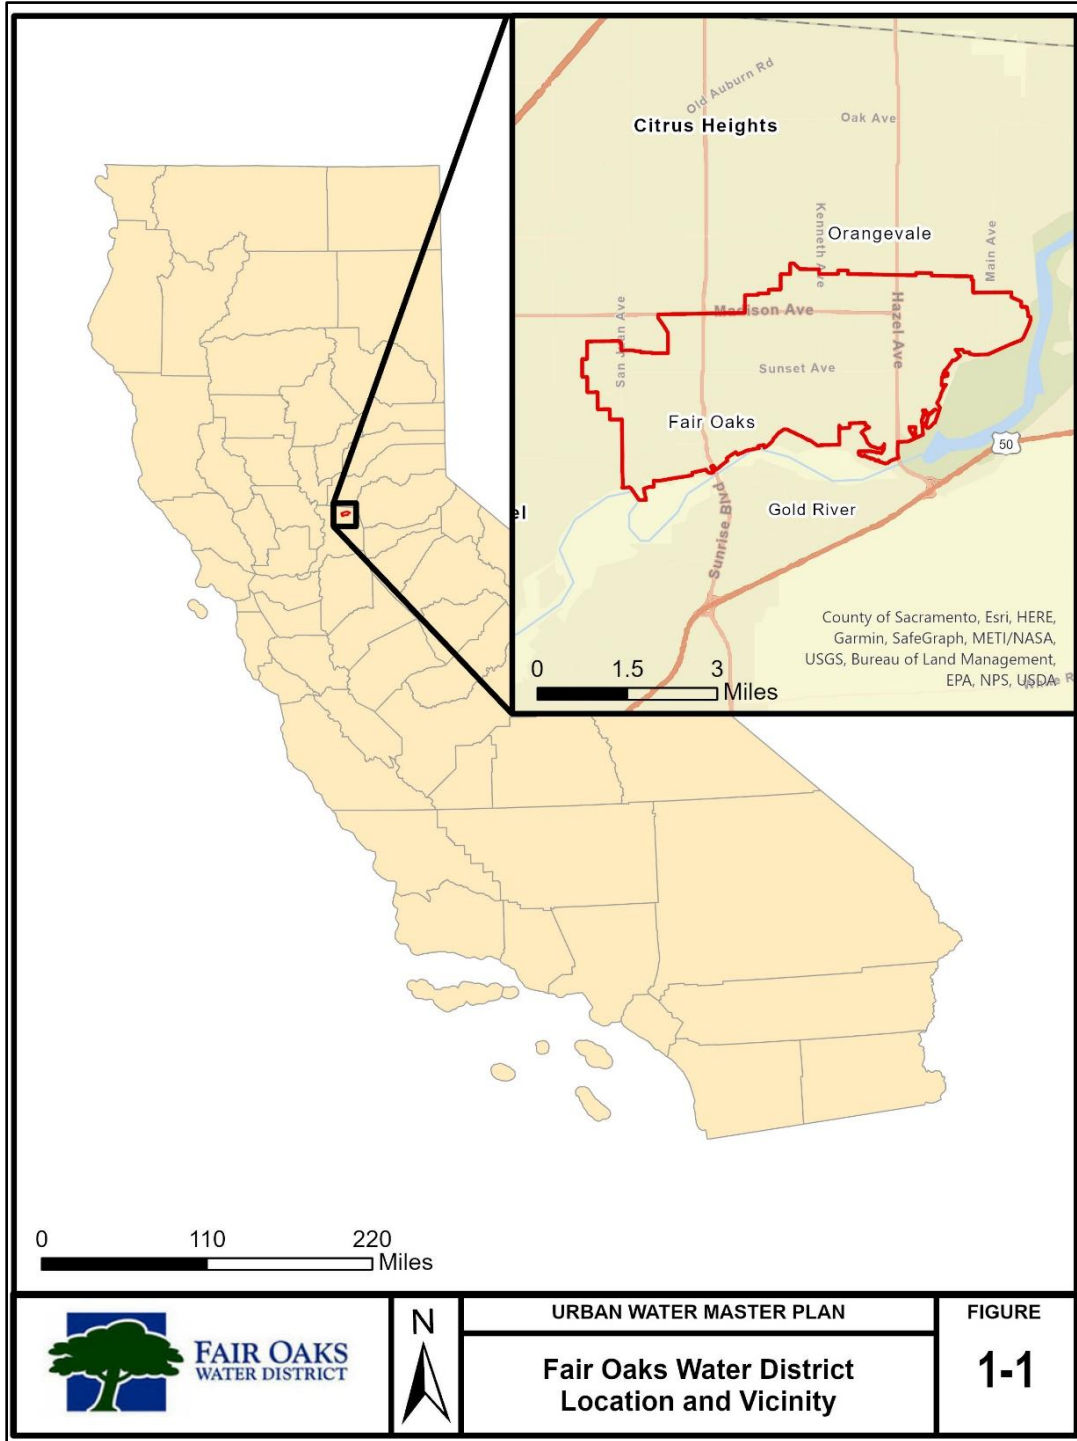 Old Auburn Rd
Citrus Heights
Oak Ave
Kenneth Ave
Orangevale
Main Ave
San Juan Ave
Madison Ave
Hazel Ave
Sunset Ave
Fair Oaks
50
el
Gold River
Sunrise Blvd
County of Sacramento, Esri, HERE,
Garmin, SafeGraph, METI/NASA,
USGS, Bureau of Land Management,
EPA, NPS, USDA
White R
0 1.5 3
Miles
0 110 220
Miles
FAIR OAKS
WATER DISTRICT
N
URBAN WATER MASTER PLAN
Fair Oaks Water District
Location and Vicinity
FIGURE
1-1